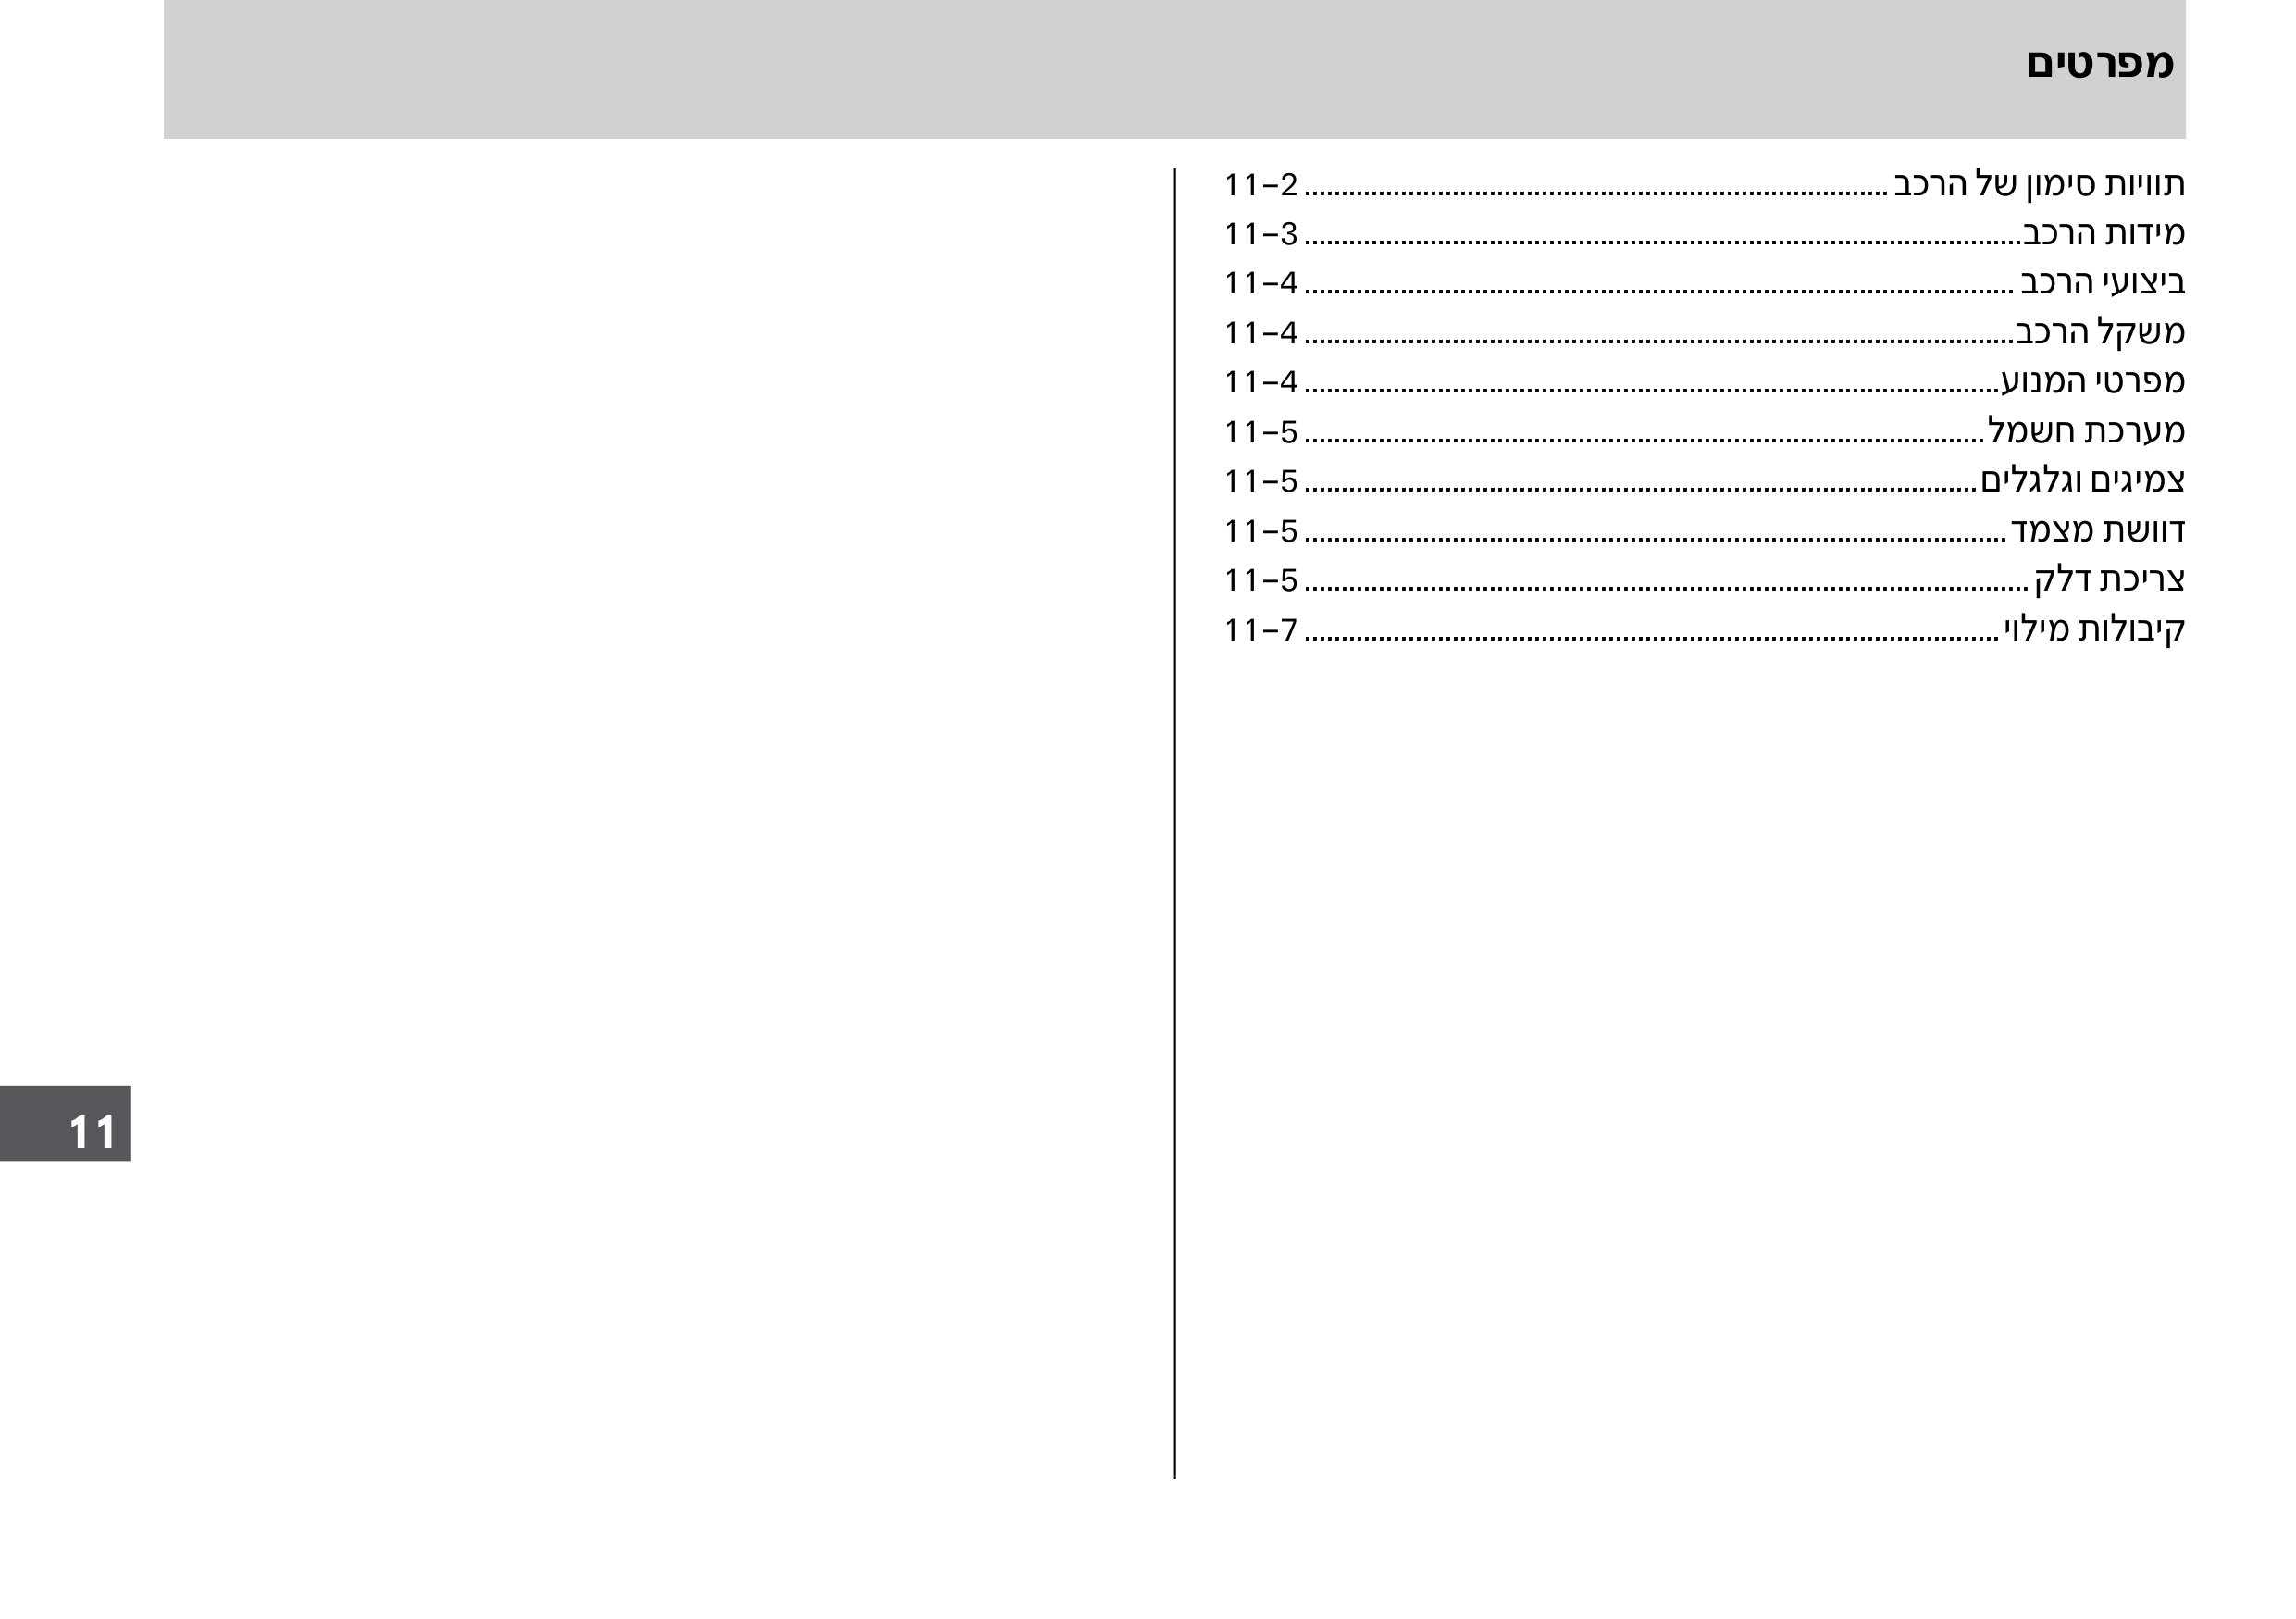 מפרטים
תוויות סימון של הרכב ........................................ 11-2
מידות הרכב ........................................ 11-3
ביצועי הרכב ........................................ 11-4
משקל הרכב ........................................ 11-4
מפרטי המנוע ........................................ 11-4
מערכת חשמל ........................................ 11-5
צמיגים וגלגלים ........................................ 11-5
דוושת מצמד ........................................ 11-5
צריכת דלק ........................................ 11-5
קיבולות מילוי ........................................ 11-7
11